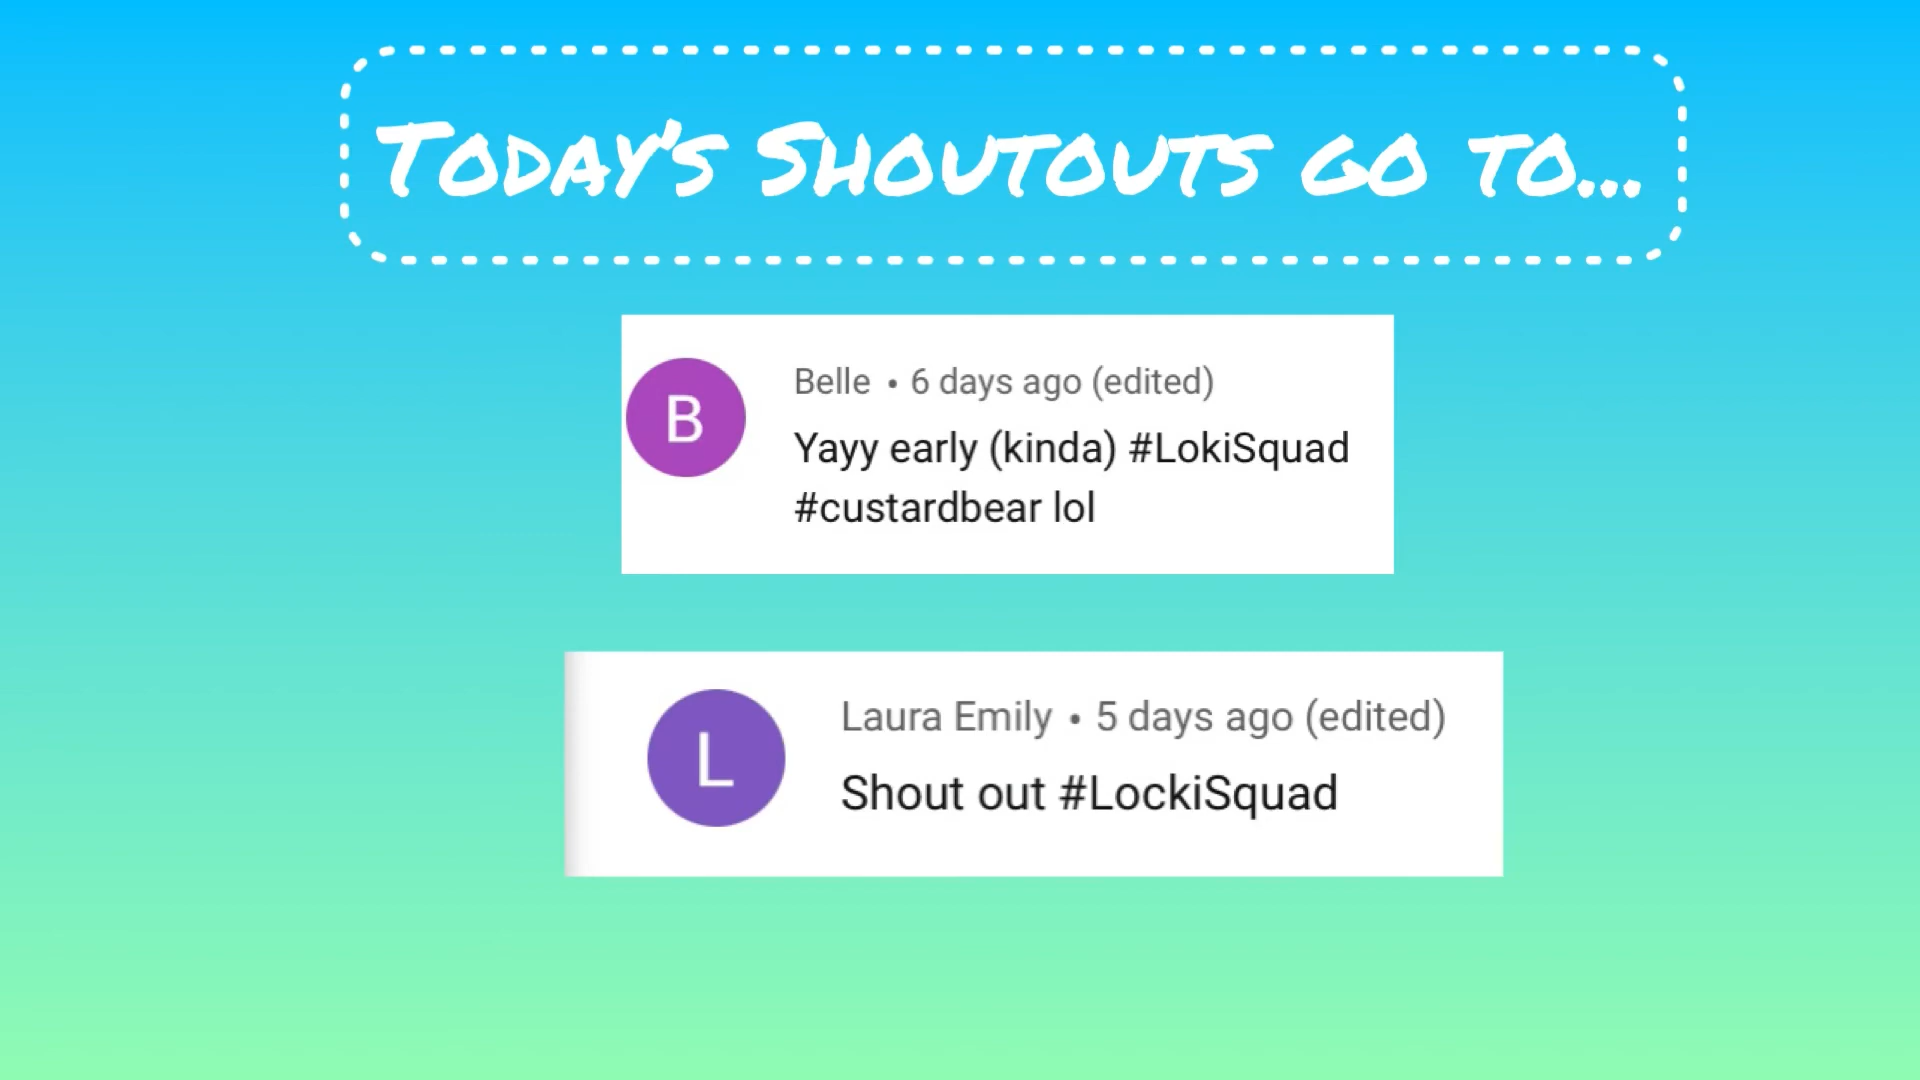 Today's Shoutouts go to...
B
Belle • 6 days ago (edited)
Yayy early (kinda) #LokiSquad
#custardbear lol
L
Laura Emily • 5 days ago (edited)
Shout out #LockiSquad